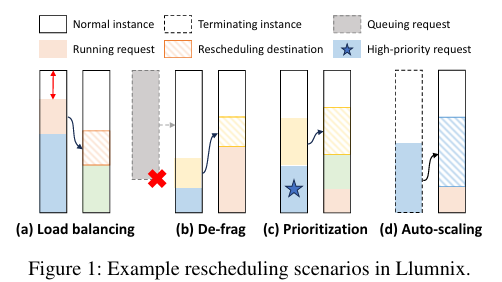 Normal instance Terminating instance Queuing request
Running request Rescheduling destination High-priority request
(a) Load balancing (b) De-frag (c) Prioritization (d) Auto-scaling
Figure 1: Example rescheduling scenarios in Llumnix.